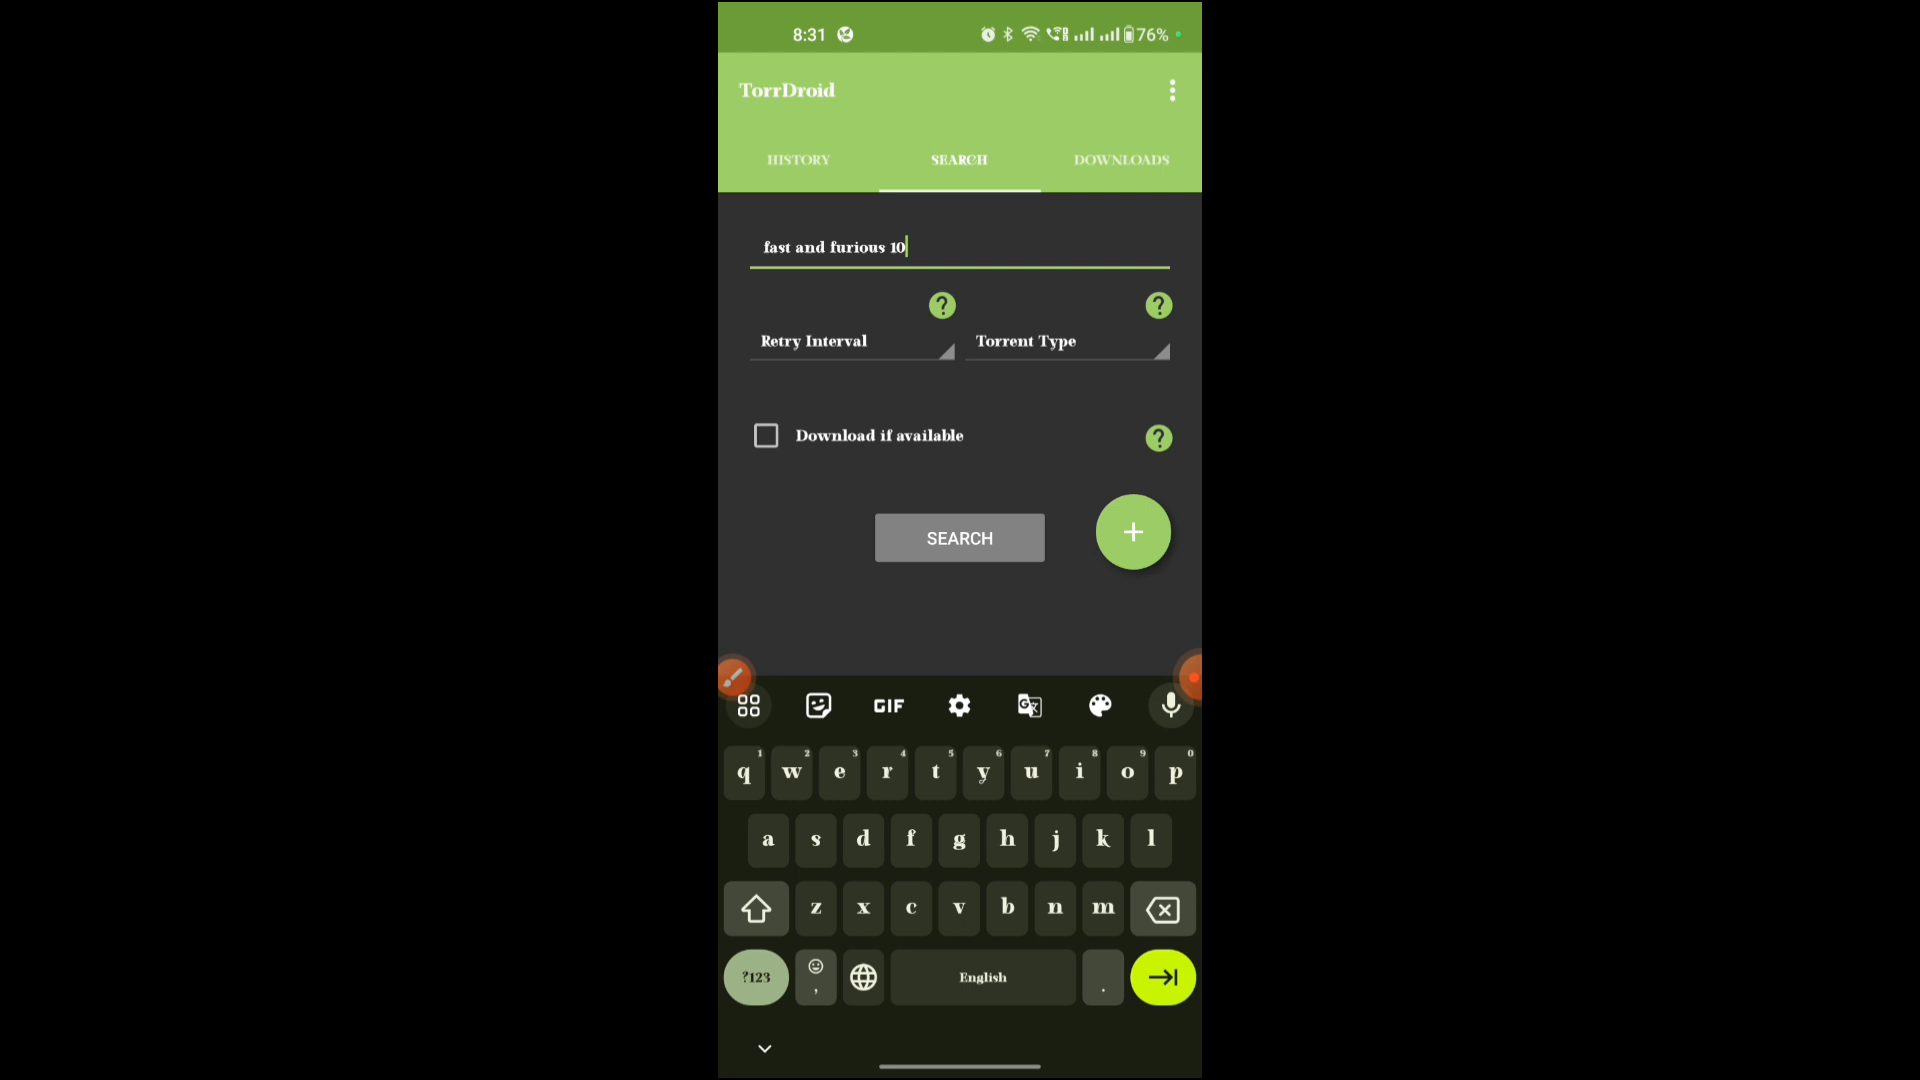 8:31 76%
TorrDroid
HISTORY SEARCH DOWNLOADS
fast and furious 10
? ?
Retry Interval Torrent Type
Download if available ?
SEARCH +
GIF G
1 2 3 4 5 6 7 8 9 0
q w e r t y u i o p
a s d f g h j k l
z x c v b n m
?123 , English .